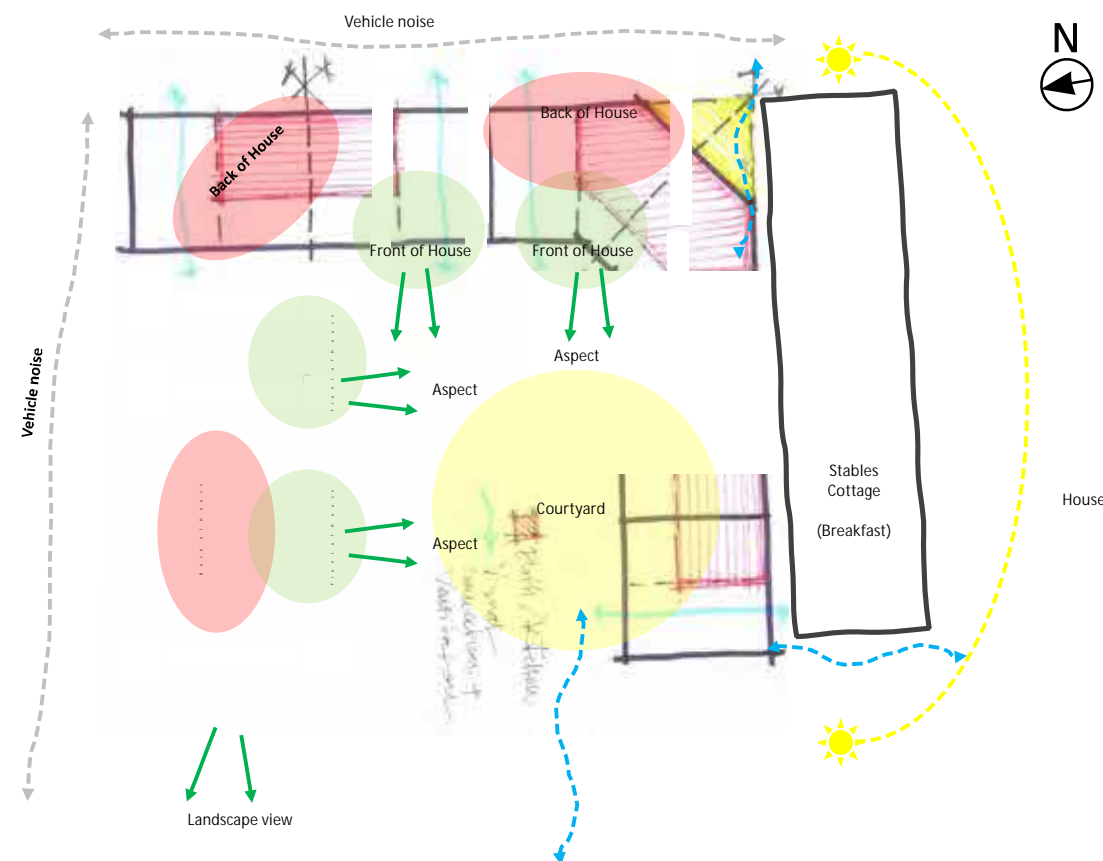 Vehicle noise
N
Back of House
Back of House
Front of House
Front of House
Aspect
Aspect
Vehicle noise
Stables
Cottage
(Breakfast)
House
Courtyard
Aspect
Landscape view